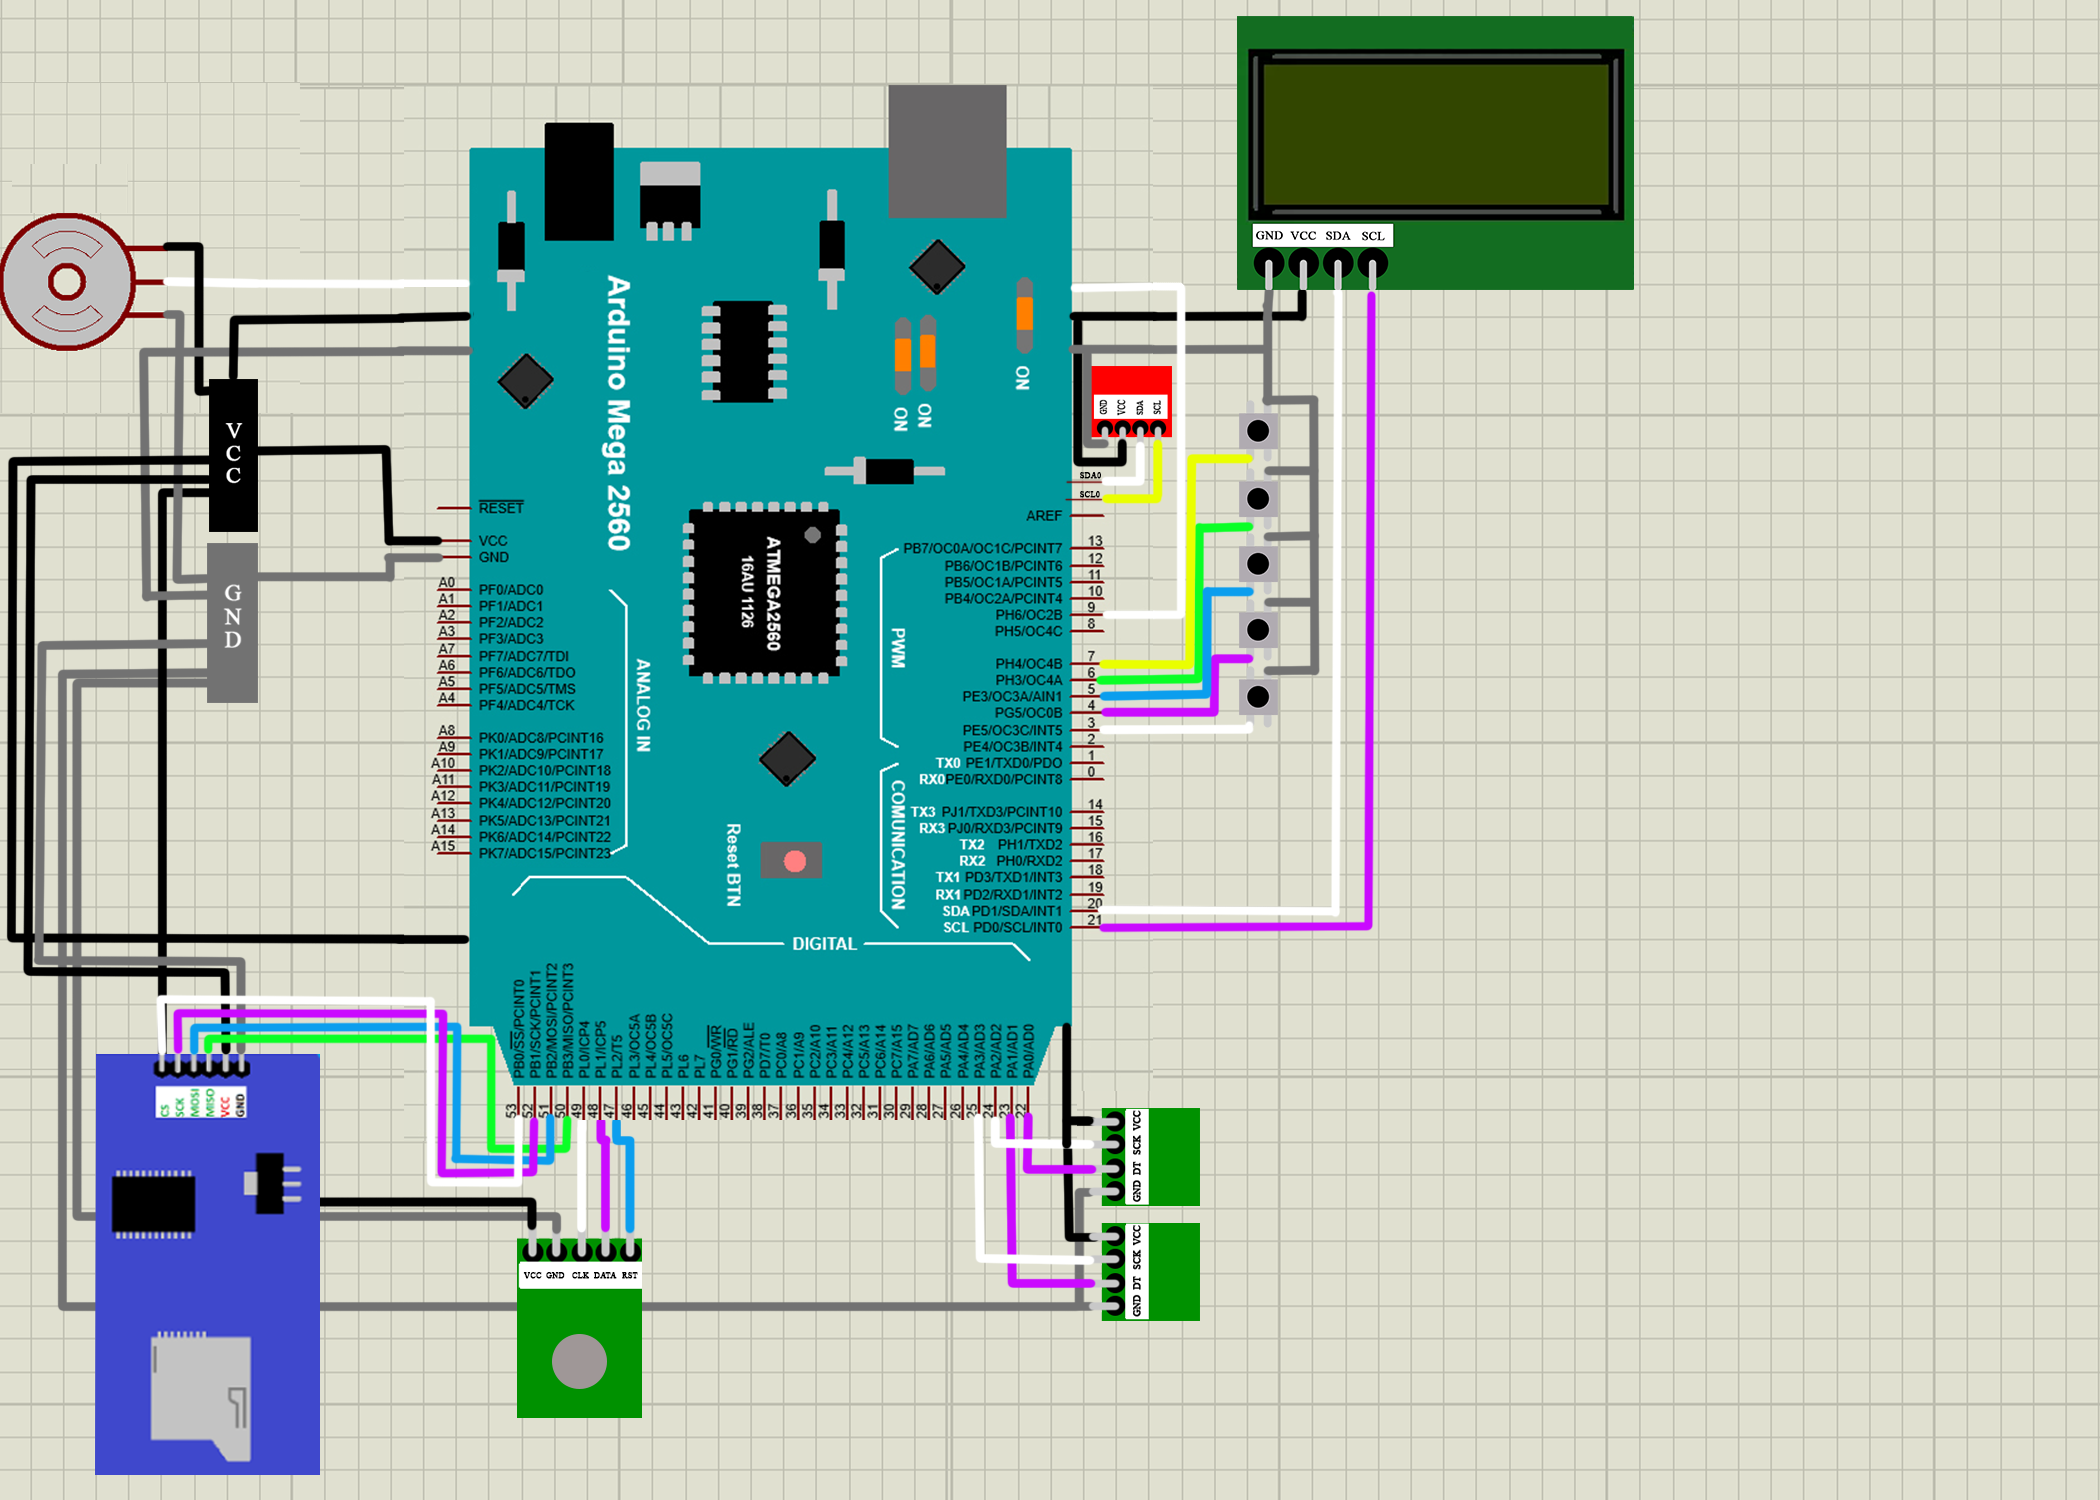 GND VCC SDA SCL
Arduino Mega 2560
ON
ON
ON
GND
VCC
SDA
SCL
SDA0
SCL0
VCC
GND
RESET
VCC
GND
A0 PF0/ADC0
A1 PF1/ADC1
A2 PF2/ADC2
A3 PF3/ADC3
A7 PF7/ADC7/TDI
A6 PF6/ADC6/TDO
A5 PF5/ADC5/TMS
A4 PF4/ADC4/TCK
A8 PK0/ADC8/PCINT16
A9 PK1/ADC9/PCINT17
A10 PK2/ADC10/PCINT18
A11 PK3/ADC11/PCINT19
A12 PK4/ADC12/PCINT20
A13 PK5/ADC13/PCINT21
A14 PK6/ADC14/PCINT22
A15 PK7/ADC15/PCINT23
ANALOG IN
ATMEGA2560
16AU 1126
Reset BTN
AREF
PB7/OC0A/OC1C/PCINT7 13
PB6/OC1B/PCINT6 12
PB5/OC1A/PCINT5 11
PB4/OC2A/PCINT4 10
PH6/OC2B 9
PH5/OC4C 8
PH4/OC4B 7
PH3/OC4A 6
PE3/OC3A/AIN1 5
PG5/OC0B 4
PE5/OC3C/INT5 3
PE4/OC3B/INT4 2
TX0 PE1/TXD0/PDO 1
RX0 PE0/RXD0/PCINT8 0
PWM
COMUNICATION
TX3 PJ1/TXD3/PCINT10 14
RX3 PJ0/RXD3/PCINT9 15
TX2 PH1/TXD2 16
RX2 PH0/RXD2 17
TX1 PD3/TXD1/INT3 18
RX1 PD2/RXD1/INT2 19
SDA PD1/SDA/INT1 20
SCL PD0/SCL/INT0 21
DIGITAL
PB0/SS/PCINT0 53
PB1/SCK/PCINT1 52
PB2/MOSI/PCINT2 51
PB3/MISO/PCINT3 50
PL0/ICP4 49
PL1/ICP5 48
PL2/T5 47
PL3/OC5A 46
PL4/OC5B 45
PL5/OC5C 44
PL6 43
PL7 42
PG0/WR 41
PG1/RD 40
PG2/ALE 39
PD7/T0 38
PC0/A8 37
PC1/A9 36
PC2/A10 35
PC3/A11 34
PC4/A12 33
PC5/A13 32
PC6/A14 31
PC7/A15 30
PA7/AD7 29
PA6/AD6 28
PA5/AD5 27
PA4/AD4 26
PA3/AD3 25
PA2/AD2 24
PA1/AD1 23
PA0/AD0 22
CS
SCK
MOSI
MISO
VCC
GND
VCC GND CLK DATA RST
GND DT SCK VCC
GND DT SCK VCC